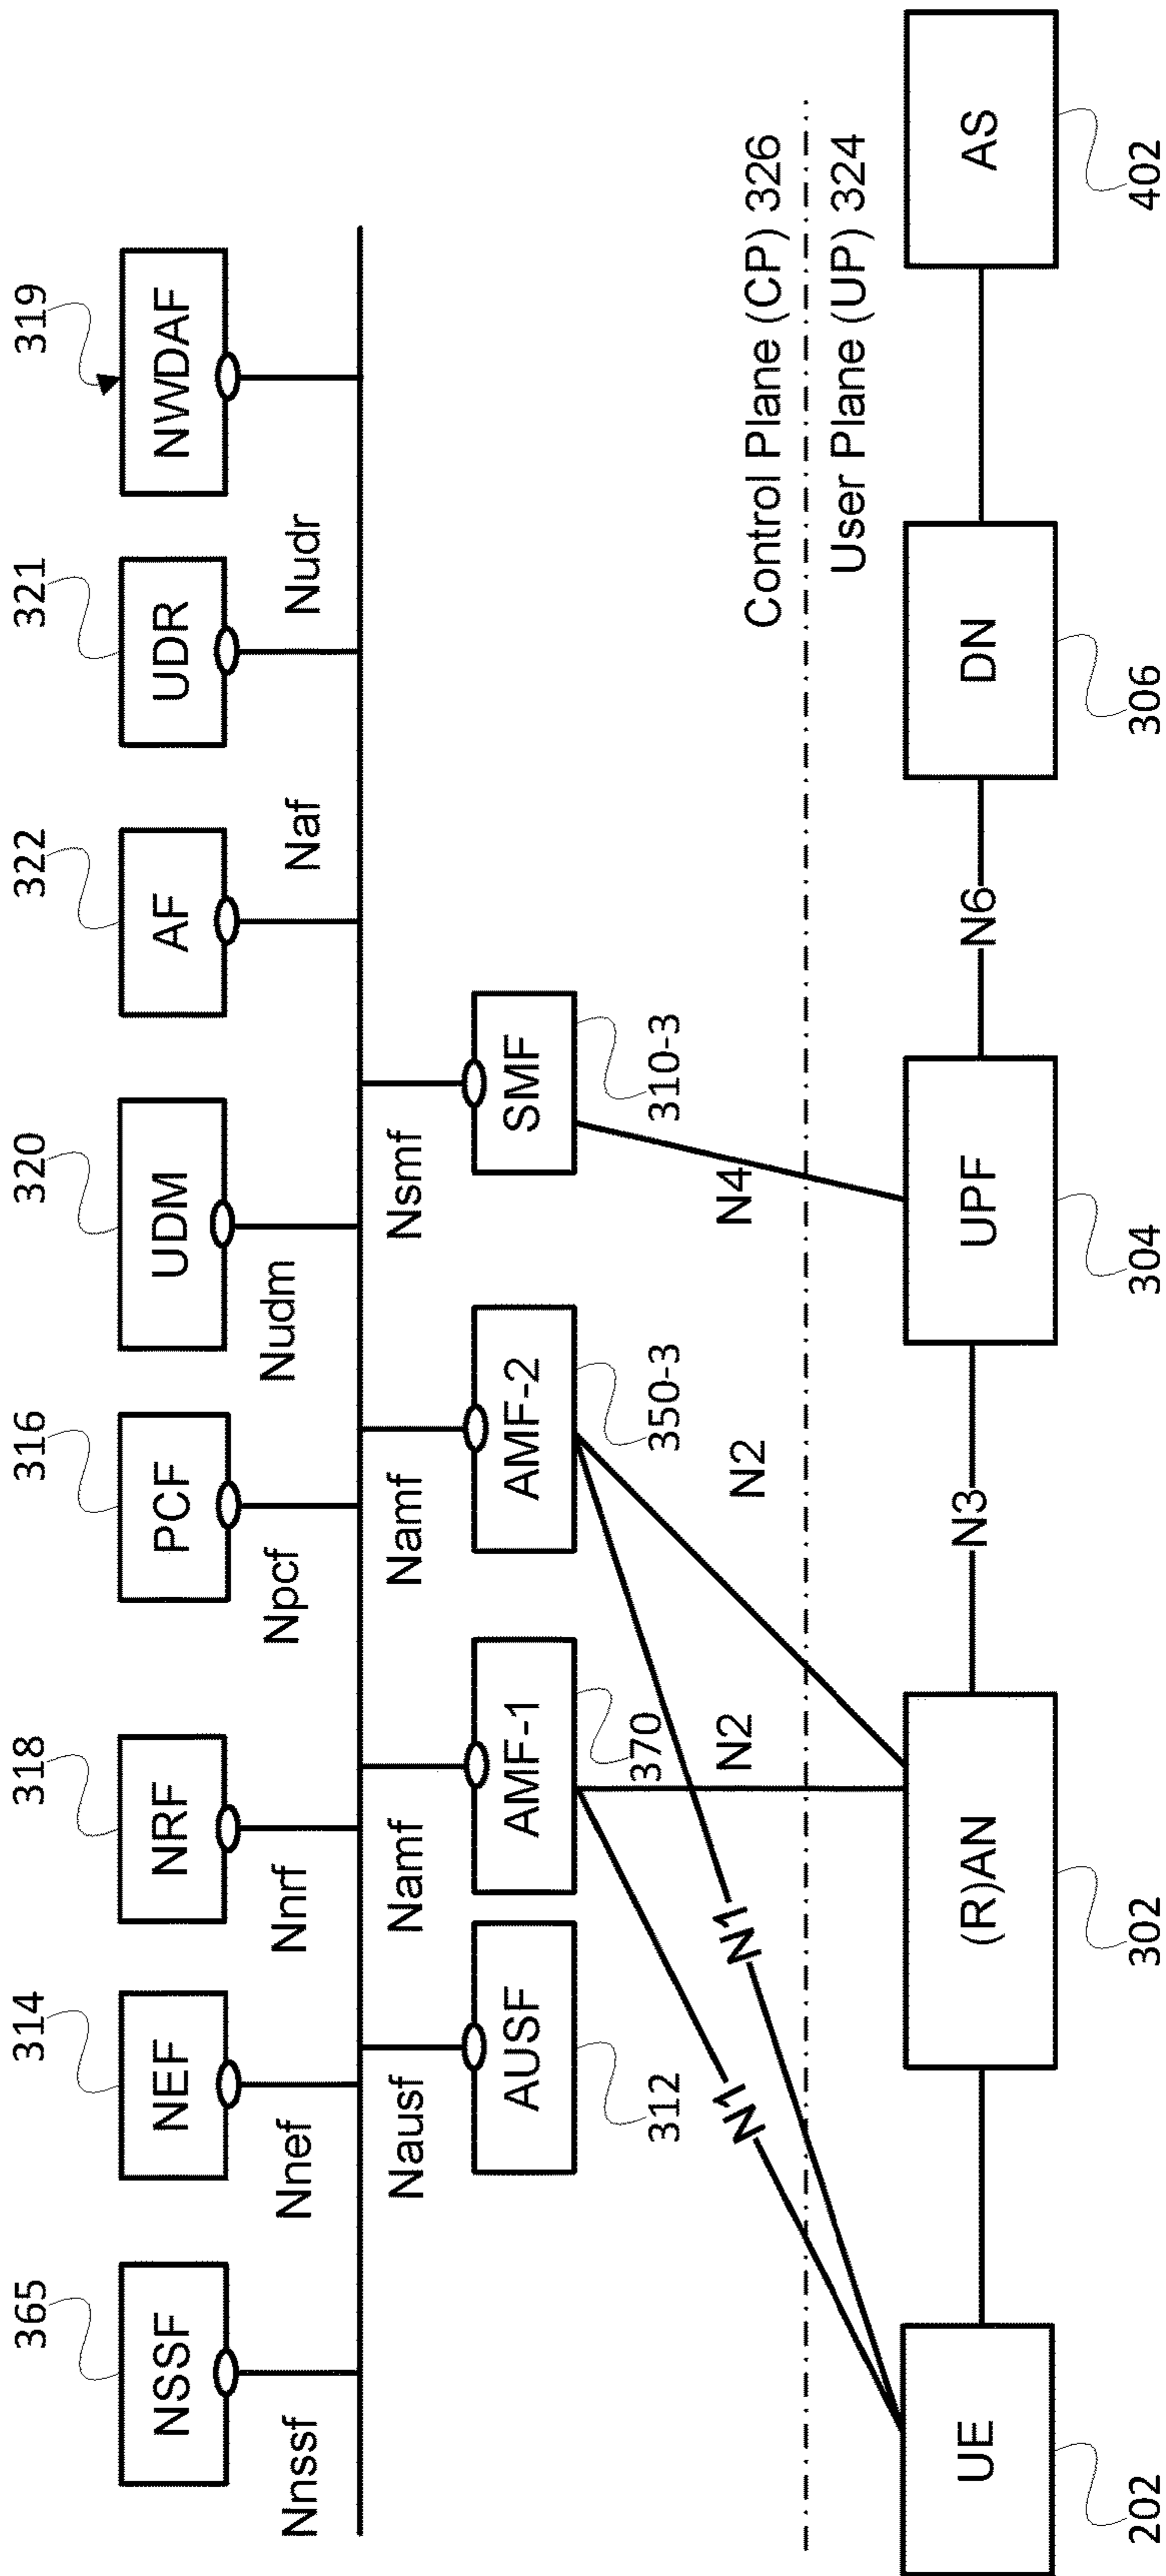 365
314
318
316
320
322
321
319
NSSF
NEF
NRF
PCF
UDM
AF
UDR
NWDAF
Nnssf
Nnef
Nnrf
Npcf
Nudm
Naf
Nudr
Nausf
Namf
Namf
Nsmf
AUSF
AMF-1
AMF-2
SMF
312
370
350-3
310-3
N1
N1
N2
N2
N4
Control Plane (CP) 326
User Plane (UP) 324
UE
(R)AN
N3
UPF
N6
DN
AS
202
302
304
306
402